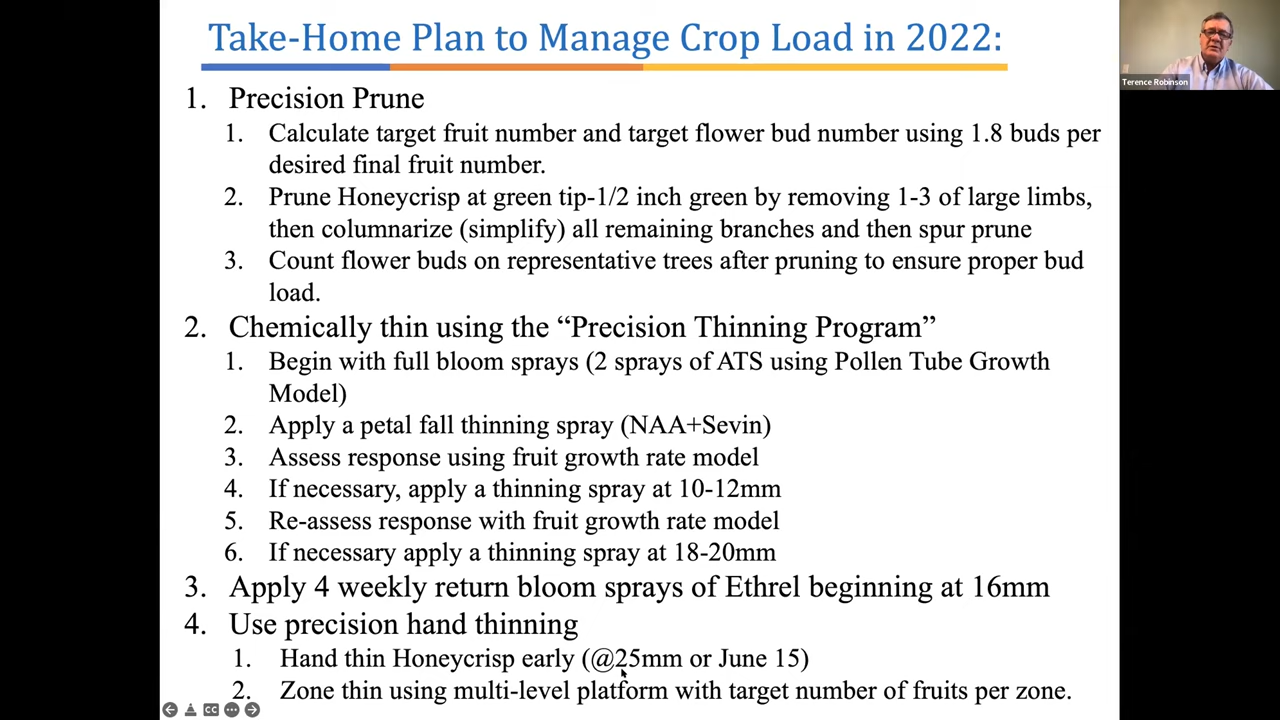 Take-Home Plan to Manage Crop Load in 2022:
Terence Robinson
1. Precision Prune
1. Calculate target fruit number and target flower bud number using 1.8 buds per
desired final fruit number.
2. Prune Honeycrisp at green tip-1/2 inch green by removing 1-3 of large limbs,
then columnarize (simplify) all remaining branches and then spur prune
3. Count flower buds on representative trees after pruning to ensure proper bud
load.
2. Chemically thin using the “Precision Thinning Program”
1. Begin with full bloom sprays (2 sprays of ATS using Pollen Tube Growth
Model)
2. Apply a petal fall thinning spray (NAA+Sevin)
3. Assess response using fruit growth rate model
4. If necessary, apply a thinning spray at 10-12mm
5. Re-assess response with fruit growth rate model
6. If necessary apply a thinning spray at 18-20mm
3. Apply 4 weekly return bloom sprays of Ethrel beginning at 16mm
4. Use precision hand thinning
1. Hand thin Honeycrisp early (@25mm or June 15)
2. Zone thin using multi-level platform with target number of fruits per zone.
CC